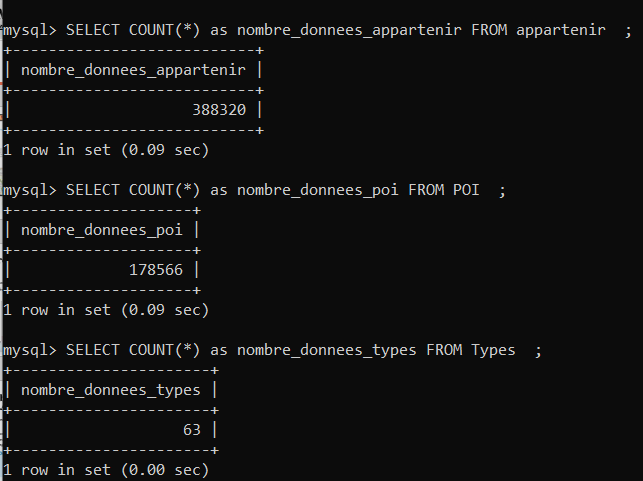 mysql> SELECT COUNT(*) as nombre_donnees_appartenir FROM appartenir  ;
+---------------------------+
| nombre_donnees_appartenir |
+---------------------------+
|                    388320 |
+---------------------------+
1 row in set (0.09 sec)

mysql> SELECT COUNT(*) as nombre_donnees_poi FROM POI  ;
+--------------------+
| nombre_donnees_poi |
+--------------------+
|             178566 |
+--------------------+
1 row in set (0.09 sec)

mysql> SELECT COUNT(*) as nombre_donnees_types FROM Types  ;
+----------------------+
| nombre_donnees_types |
+----------------------+
|                   63 |
+----------------------+
1 row in set (0.00 sec)